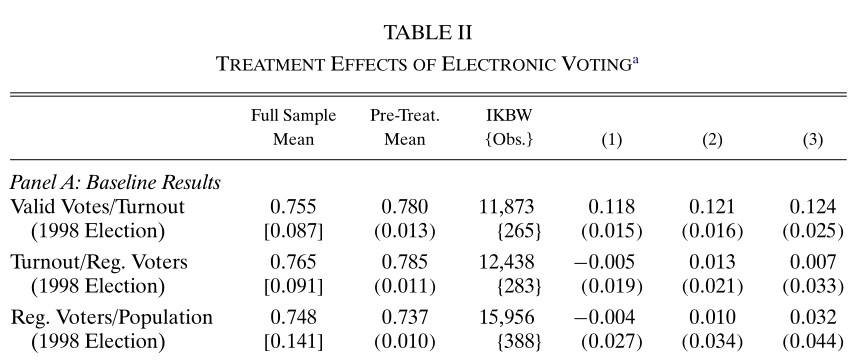 TABLE II
TREATMENT EFFECTS OF ELECTRONIC VOTINGa
Full Sample Pre-Treat. IKBW
Mean Mean {Obs.} (1) (2) (3)
Panel A: Baseline Results
Valid Votes/Turnout 0.755 0.780 11,873 0.118 0.121 0.124
(1998 Election) [0.087] (0.013) {265} (0.015) (0.016) (0.025)
Turnout/Reg. Voters 0.765 0.785 12,438 −0.005 0.013 0.007
(1998 Election) [0.091] (0.011) {283} (0.019) (0.021) (0.033)
Reg. Voters/Population 0.748 0.737 15,956 −0.004 0.010 0.032
(1998 Election) [0.141] (0.010) {388} (0.027) (0.034) (0.044)